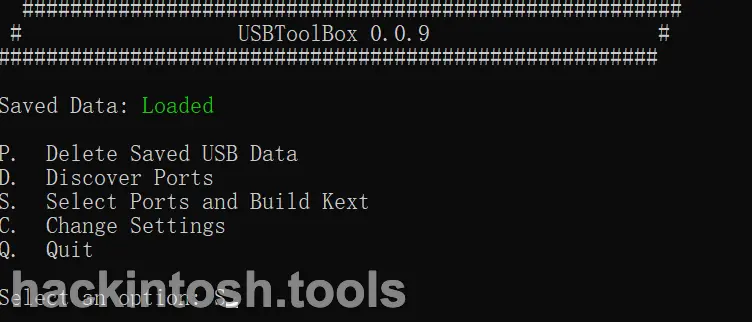 #########################################################
# USBToolBox 0.0.9 #
#########################################################
Saved Data: Loaded
P. Delete Saved USB Data
D. Discover Ports
S. Select Ports and Build Kext
C. Change Settings
Q. Quit
Select an option: S
hackintosh.tools